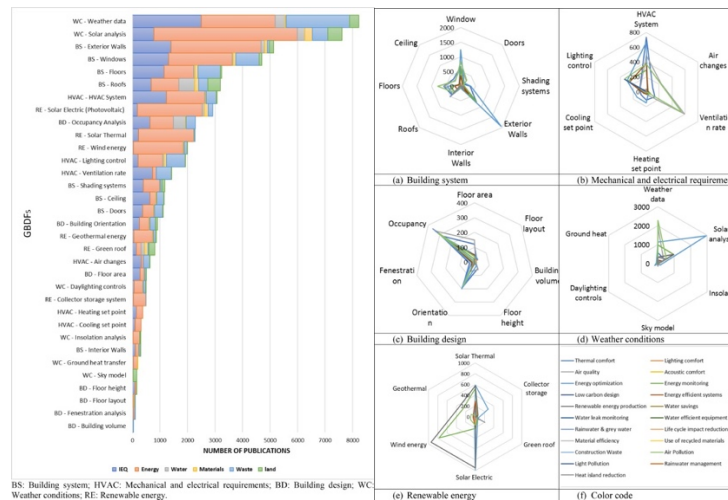 WC - Weather data
WC - Solar analysis
BS - Exterior Walls
BS - Windows
BS - Floors
BS - Roofs
HVAC - HVAC System
RE - Solar Electric (Photovoltaic)
BD - Occupancy Analysis
RE - Solar Thermal
RE - Wind energy
HVAC - Lighting control
HVAC - Ventilation rate
BS - Shading systems
BS - Ceiling
BS - Doors
BD - Building Orientation
RE - Geothermal energy
RE - Green roof
HVAC - Air changes
BD - Floor area
WC - Daylighting controls
RE - Collector storage system
HVAC - Heating set point
HVAC - Cooling set point
WC - Insolation analysis
BS - Interior Walls
WC - Ground heat transfer
WC - Sky model
BD - Floor height
BD - Floor layout
BD - Fenestration analysis
BD - Building volume
GBDFs
0 1000 2000 3000 4000 5000 6000 7000 8000
NUMBER OF PUBLICATIONS
IEQ Energy Water Materials Waste land
BS: Building system; HVAC: Mechanical and electrical requirements; BD: Building design; WC:
Weather conditions; RE: Renewable energy.
Window
2000
1500
1000
500
0
Doors
Shading
systems
Exterior
Walls
Interior
Walls
Roofs
Floors
Ceiling
(a) Building system
HVAC
System
800
600
400
200
0
Air
changes
Ventilation
rate
Heating
set point
Cooling
set point
Lighting
control
(b) Mechanical and electrical requireme
Floor area
400
300
200
100
0
Floor
layout
Building
volume
Floor
height
Orientatio
n
Fenestrati
on
Occupancy
(c) Building design
Weather
data
3000
2000
1000
0
Solar
analys
Insola
Sky model
Daylighting
controls
Ground heat
(d) Weather conditions
Solar Thermal
1000
800
600
400
200
0
Collector
storage
Green roof
Solar Electric
Wind energy
Geothermal
(e) Renewable energy
Thermal comfort
Lighting comfort
Air quality
Acoustic comfort
Energy optimization
Energy monitoring
Low carbon design
Energy efficient systems
Renewable energy production
Water savings
Water leak monitoring
Water efficient equipment
Rainwater & grey water
Life cycle impact reduction
Material efficiency
Use of recycled materials
Construction Waste
Air Pollution
Light Pollution
Rainwater management
Heat island reduction
(f) Color code